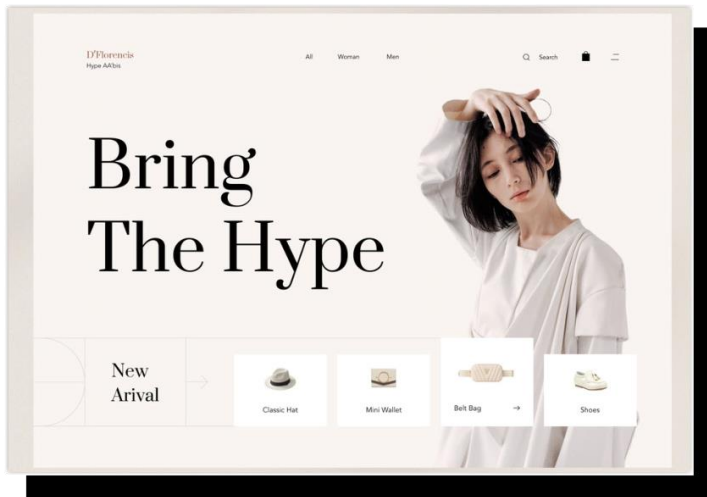 D'Florencis
Hype AA'bis
All Woman Men
Search
Bring
The Hype
New
Arival
Classic Hat
Mini Wallet
Belt Bag
Shoes